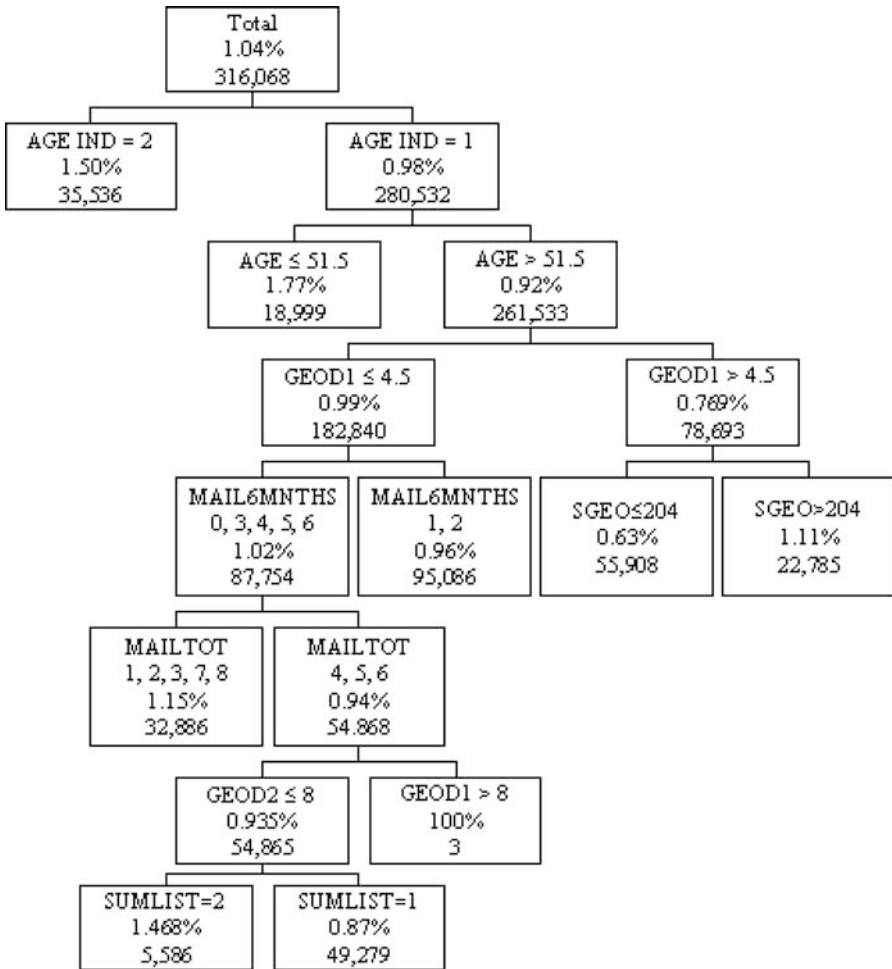 Total
1.04%
316,068
AGE IND = 2
1.50%
35,536
AGE IND = 1
0.98%
280,532
AGE ≤ 51.5
1.77%
18,999
AGE > 51.5
0.92%
261,533
GEOD1 ≤ 4.5
0.99%
182,840
GEOD1 > 4.5
0.769%
78,693
MAIL6MNTHS
0, 3, 4, 5, 6
1.02%
87,754
MAIL6MNTHS
1, 2
0.96%
95,086
SGEO≤204
0.63%
55,908
SGEO>204
1.11%
22,785
MAILTOT
1, 2, 3, 7, 8
1.15%
32,886
MAILTOT
4, 5, 6
0.94%
54.868
GEOD2 ≤ 8
0.935%
54,865
GEOD1 > 8
100%
3
SUMLIST=2
1.468%
5,586
SUMLIST=1
0.87%
49,279